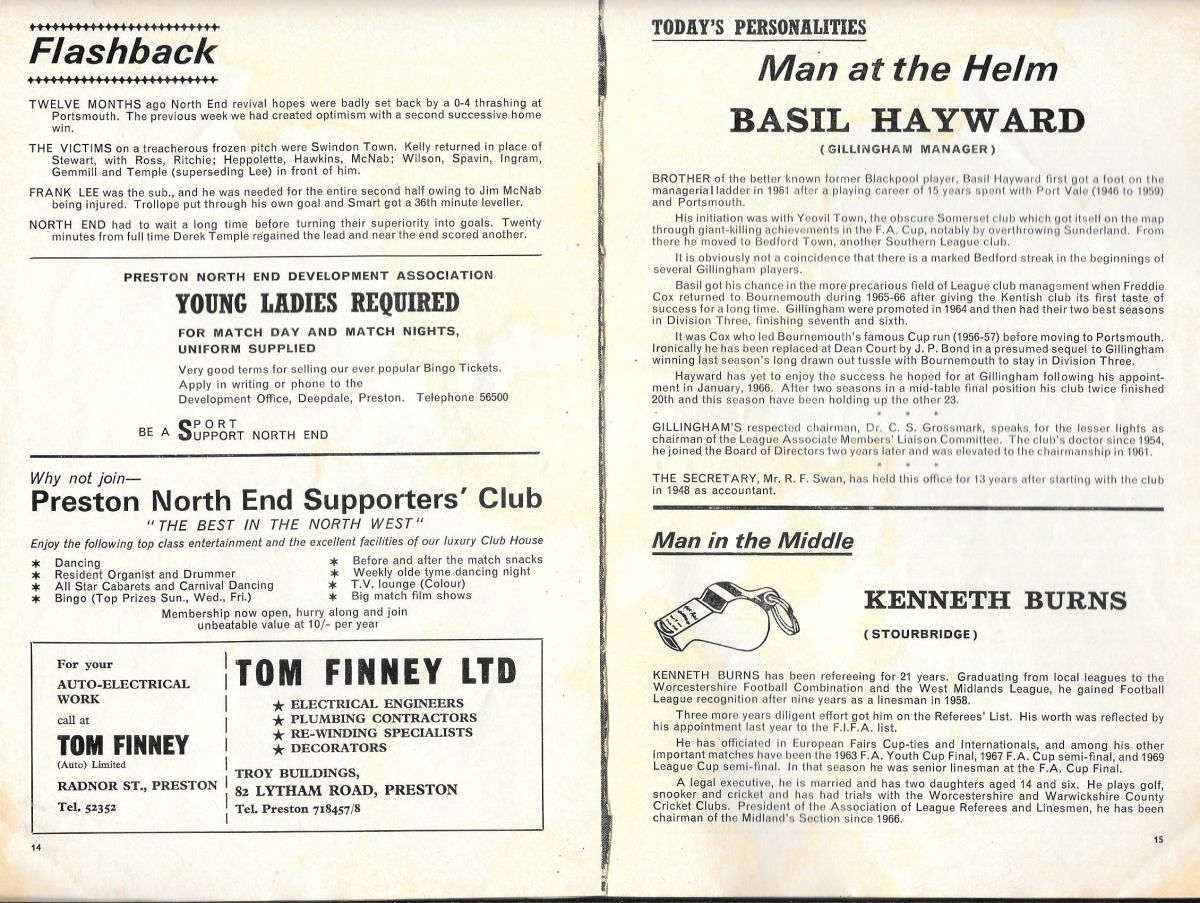 Flashback
TWELVE MONTHS ago North End revival hopes were badly set back by a 0-4 thrashing at
Portsmouth. The previous week we had created optimism with a second successive home
win.
THE VICTIMS on a treacherous frozen pitch were Swindon Town. Kelly returned in place of
Stewart, with Ross, Ritchie; Heppolette, Hawkins, McNab; Wilson, Spavin, Ingram,
Gemmill and Temple (superseding Lee) in front of him.
FRANK LEE was the sub., and he was needed for the entire second half owing to Jim McNab
being injured. Trollope put through his own goal and Smart got a 36th minute leveller.
NORTH END had to wait a long time before turning their superiority into goals. Twenty
minutes from full time Derek Temple regained the lead and near the end scored another.
PRESTON NORTH END DEVELOPMENT ASSOCIATION
YOUNG LADIES REQUIRED
FOR MATCH DAY AND MATCH NIGHTS,
UNIFORM SUPPLIED
Very good terms for selling our ever popular Bingo Tickets.
Apply in writing or phone to the
Development Office, Deepdale, Preston. Telephone 56500
BE A SPORT
SUPPORT NORTH END
Why not join—
Preston North End Supporters' Club
"THE BEST IN THE NORTH WEST"
Enjoy the following top class entertainment and the excellent facilities of our luxury Club House
* Dancing
* Resident Organist and Drummer
* All Star Cabarets and Carnival Dancing
* Bingo (Top Prizes Sun., Wed., Fri.)
* Before and after the match snacks
* Weekly olde tyme dancing night
* T.V. lounge (Colour)
* Big match film shows
Membership now open, hurry along and join
unbeatable value at 10/- per year
For your
AUTO-ELECTRICAL
WORK
call at
TOM FINNEY
(Auto) Limited
RADNOR ST., PRESTON
Tel. 52352
TOM FINNEY LTD
★ ELECTRICAL ENGINEERS
★ PLUMBING CONTRACTORS
★ RE-WINDING SPECIALISTS
★ DECORATORS
TROY BUILDINGS,
82 LYTHAM ROAD, PRESTON
Tel. Preston 718457/8
14
TODAY'S PERSONALITIES
Man at the Helm
BASIL HAYWARD
(GILLINGHAM MANAGER)
BROTHER of the better known former Blackpool player, Basil Hayward first got a foot on the
managerial ladder in 1961 after a playing career of 15 years spent with Port Vale (1946 to 1959)
and Portsmouth.
His initiation was with Yeovil Town, the obscure Somerset club which got itself on the map
through giant-killing achievements in the F.A. Cup, notably by overthrowing Sunderland. From
there he moved to Bedford Town, another Southern League club.
It is obviously not a coincidence that there is a marked Bedford streak in the beginnings of
several Gillingham players.
Basil got his chance in the more precarious field of League club management when Freddie
Cox returned to Bournemouth during 1965-66 after giving the Kentish club its first taste of
success for a long time. Gillingham were promoted in 1964 and then had their two best seasons
in Division Three, finishing seventh and sixth.
It was Cox who led Bournemouth's famous Cup run (1956-57) before moving to Portsmouth.
Ironically he has been replaced at Dean Court by J. P. Bond in a presumed sequel to Gillingham
winning last season's long drawn out tussle with Bournemouth to stay in Division Three.
Hayward has yet to enjoy the success he hoped for at Gillingham following his appoint-
ment in January, 1966. After two seasons in a mid-table final position his club twice finished
20th and this season have been holding up the other 23.
* * *
GILLINGHAM'S respected chairman, Dr. C. S. Grossmark, speaks for the lesser lights as
chairman of the League Associate Members' Liaison Committee. The club's doctor since 1954,
he joined the Board of Directors two years later and was elevated to the chairmanship in 1961.
* * *
THE SECRETARY, Mr. R. F. Swan, has held this office for 13 years after starting with the club
in 1948 as accountant.
Man in the Middle
KENNETH BURNS
(STOURBRIDGE)
KENNETH BURNS has been refereeing for 21 years. Graduating from local leagues to the
Worcestershire Football Combination and the West Midlands League, he gained Football
League recognition after nine years as a linesman in 1958.
Three more years diligent effort got him on the Referees' List. His worth was reflected by
his appointment last year to the F.I.F.A. list.
He has officiated in European Fairs Cup-ties and Internationals, and among his other
important matches have been the 1963 F.A. Youth Cup Final, 1967 F.A. Cup semi-final, and 1969
League Cup semi-final. In that season he was senior linesman at the F.A. Cup Final.
A legal executive, he is married and has two daughters aged 14 and six. He plays golf,
snooker and cricket and has had trials with the Worcestershire and Warwickshire County
Cricket Clubs. President of the Association of League Referees and Linesmen, he has been
chairman of the Midland's Section since 1966.
15